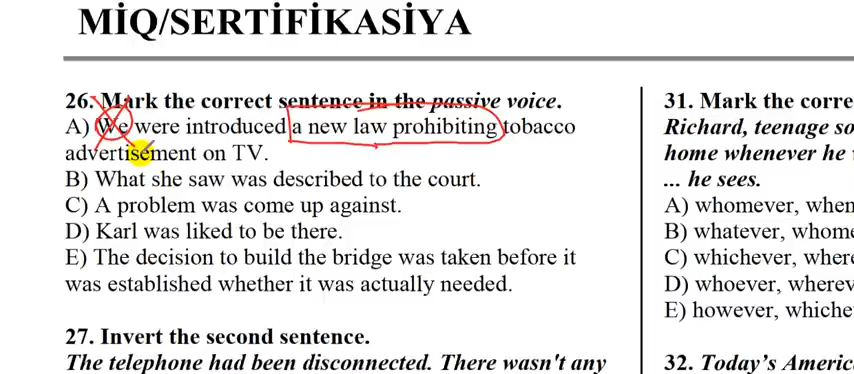 MİQ/SERTİFİKASİYA
26. Mark the correct sentence in the passive voice.
A) We were introduced a new law prohibiting tobacco
advertisement on TV.
B) What she saw was described to the court.
C) A problem was come up against.
D) Karl was liked to be there.
E) The decision to build the bridge was taken before it
was established whether it was actually needed.
27. Invert the second sentence.
The telephone had been disconnected. There wasn't any
31. Mark the corre
Richard, teenage so
home whenever he
... he sees.
A) whomever, when
B) whatever, whom
C) whichever, where
D) whoever, wherev
E) however, whiche
32. Today’s Americ